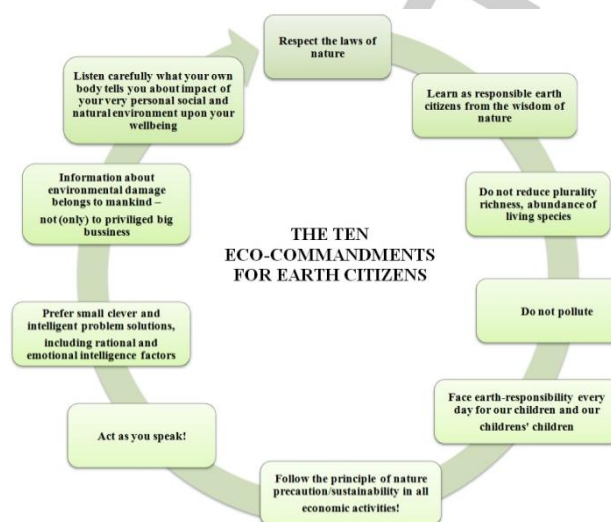 Respect the laws of
nature
Learn as responsible earth
citizens from the wisdom of
nature
Do not reduce plurality
richness, abundance of
living species
Do not pollute
Face earth-responsibility every
day for our children and our
childrens' children
Follow the principle of nature
precaution/sustainability in all
economic activities!
Act as you speak!
Prefer small clever and
intelligent problem solutions,
including rational and
emotional intelligence factors
Information about
environmental damage
belongs to mankind –
not (only) to priviliged big
bussiness
Listen carefully what your own
body tells you about impact of
your very personal social and
natural environment upon your
wellbeing
THE TEN
ECO-COMMANDMENTS
FOR EARTH CITIZENS